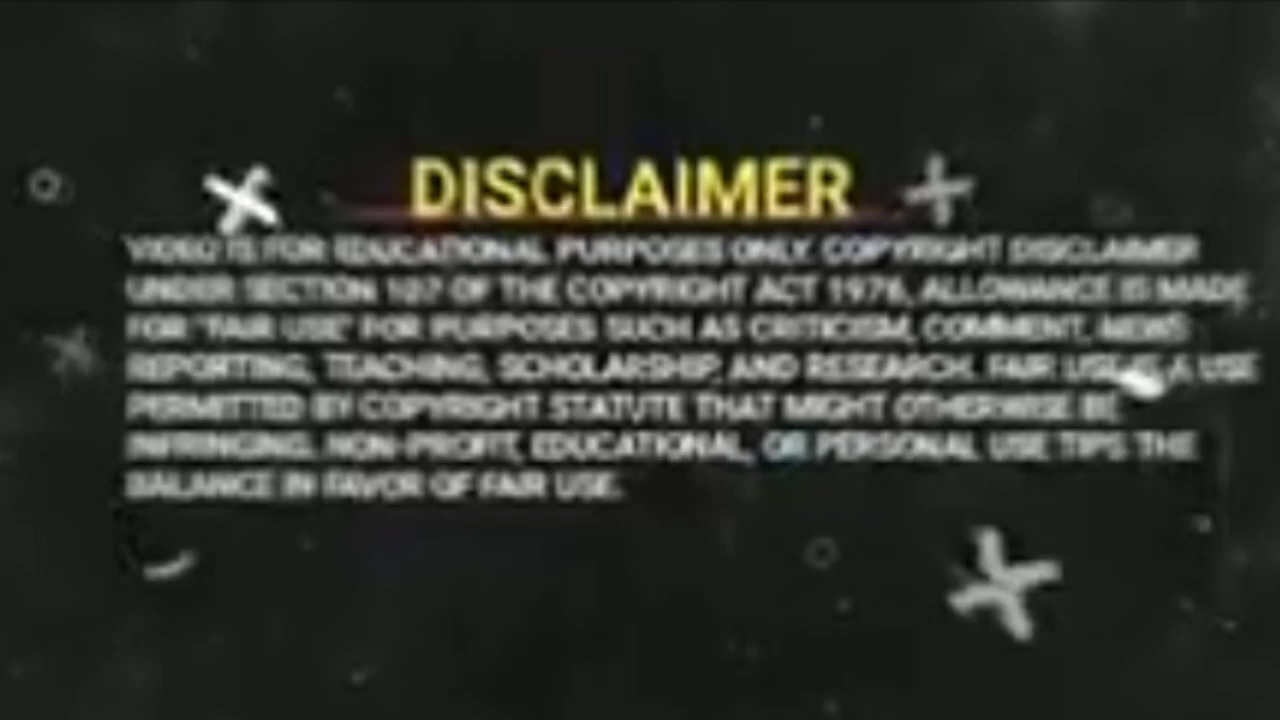 DISCLAIMER
VIDEO IS FOR EDUCATIONAL PURPOSES ONLY. COPYRIGHT DISCLAIMER
UNDER SECTION 107 OF THE COPYRIGHT ACT 1976, ALLOWANCE IS MADE
FOR "FAIR USE" FOR PURPOSES SUCH AS CRITICISM, COMMENT, NEWS
REPORTING, TEACHING, SCHOLARSHIP, AND RESEARCH. FAIR USE IS A USE
PERMITTED BY COPYRIGHT STATUTE THAT MIGHT OTHERWISE BE
INFRINGING. NON-PROFIT, EDUCATIONAL, OR PERSONAL USE TIPS THE
BALANCE IN FAVOR OF FAIR USE.